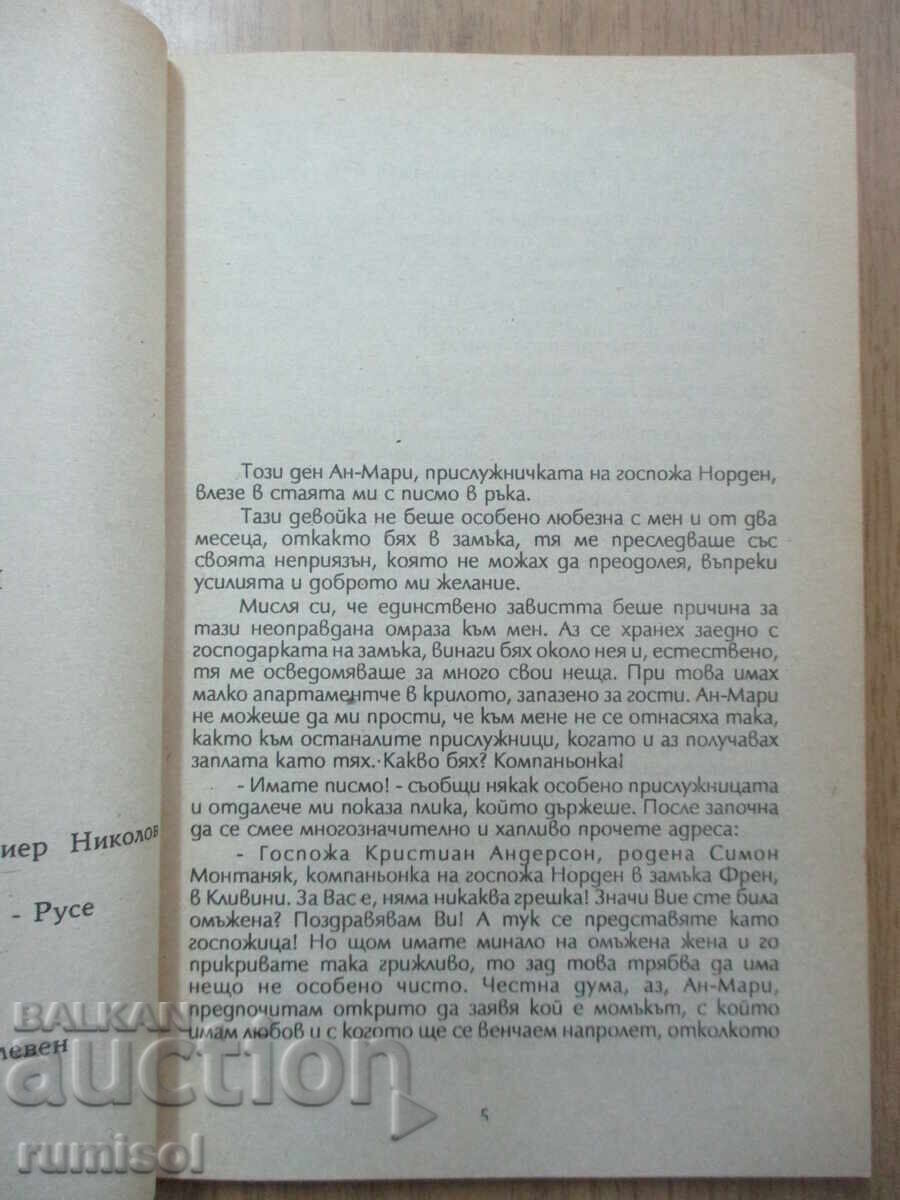 иер Николов
- Русе
левен
Този ден Ан-Мари, прислужничката на госпожа Норден,
влезе в стаята ми с писмо в ръка.
Тази девойка не беше особено любезна с мен и от два
месеца, откакто бях в замъка, тя ме преследваше със
своята неприязън, която не можах да преодолея, въпреки
усилията и доброто ми желание.
Мисля си, че единствено завистта беше причина за
тази неоправдана омраза към мен. Аз се хранех заедно с
господарката на замъка, винаги бях около нея и, естествено,
тя ме осведомяваше за много свои неща. При това имах
малко апартаментче в крилото, запазено за гости. Ан-Мари
не можеше да ми прости, че към мене не се отнасяха така,
както към останалите прислужници, когато и аз получавах
заплата като тях. Какво бях? Компаньонка!
- Имате писмо! - съобщи някак особено прислужницата
и отдалече ми показа плика, който държеше. После започна
да се смее многозначително и хапливо прочете адреса:
- Госпожа Кристиан Андерсон, родена Симон
Монтаняк, компаньонка на госпожа Норден в замъка Френ,
в Кливини. За Вас е, няма никаква грешка! Значи Вие сте била
омъжена? Поздравявам Ви! А тук се представяте като
госпожица! Но щом имате минало на омъжена жена и го
прикривате така грижливо, то зад това трябва да има
нещо не особено чисто. Честна дума, аз, Ан-Мари,
предпочитам открито да заявя кой е момъкът, с който
имам любов и с когото ще се венчаем напролет, отколкото
5
BALKAN
auction
rumisol